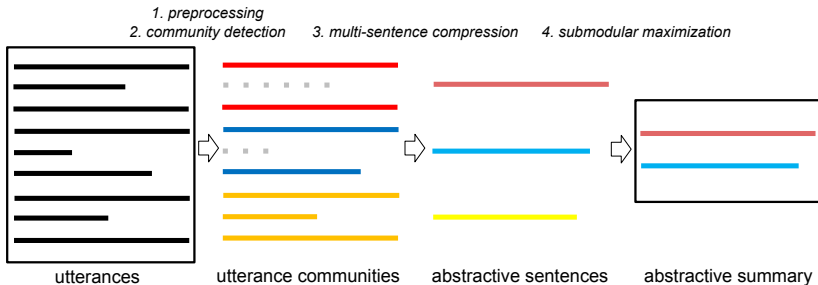 1. preprocessing
2. community detection 3. multi-sentence compression 4. submodular maximization
utterances utterance communities abstractive sentences abstractive summary